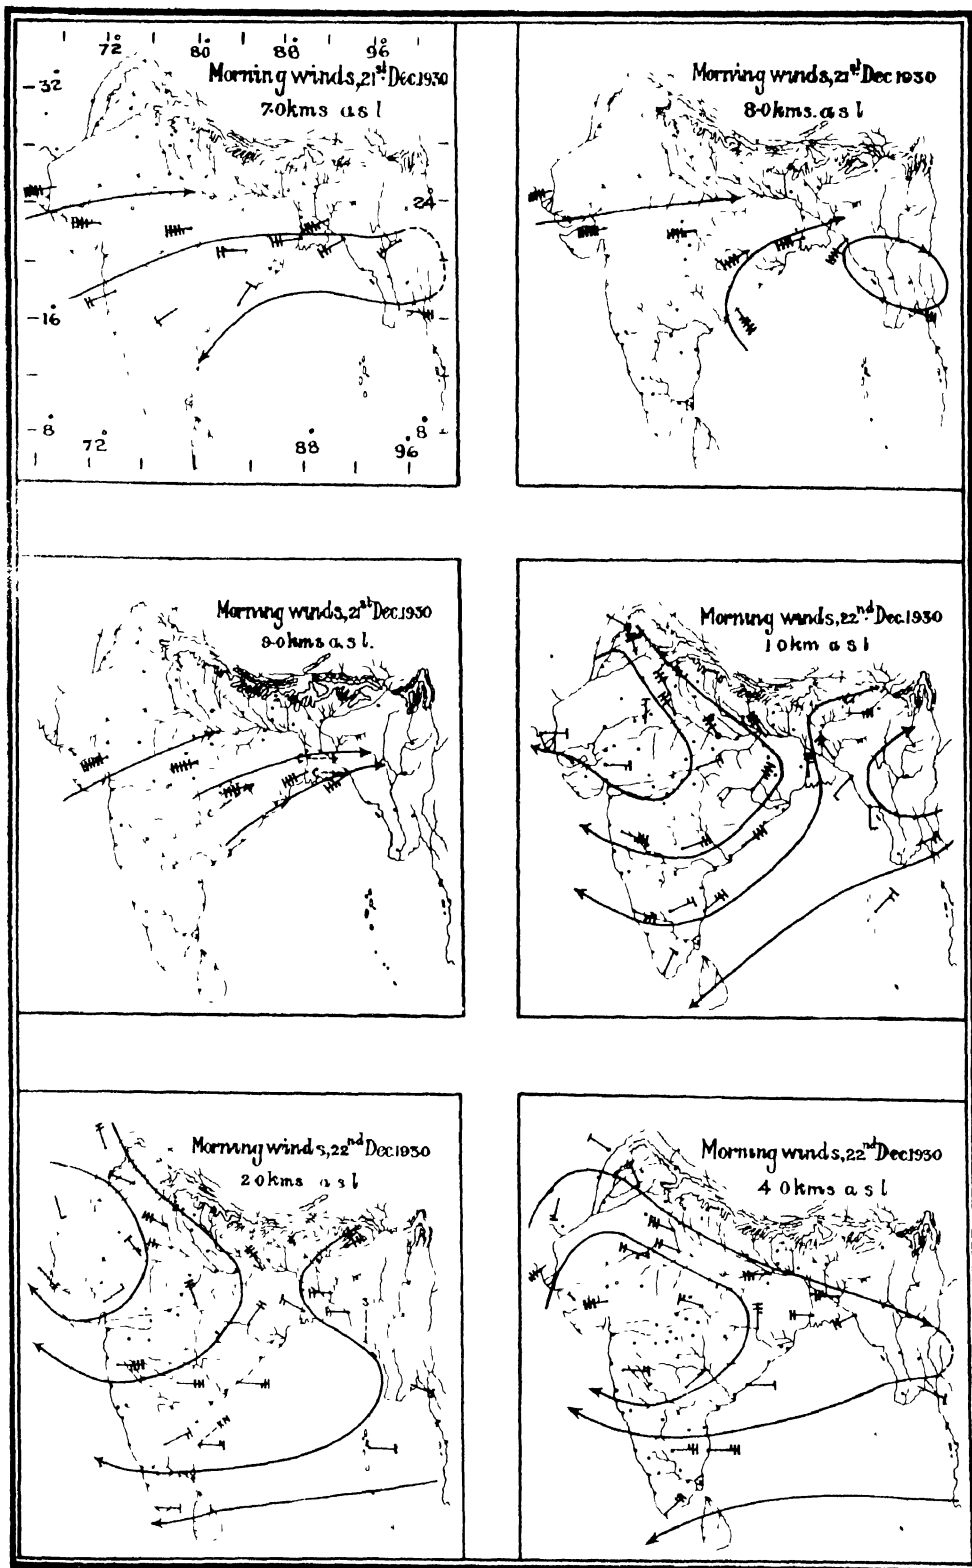 72° 80° 88° 96°
Morning winds, 21st Dec. 1930
7·0 kms a s l
32°
24°
16°
8° 8°
72° 88° 96°
Morning winds, 21st Dec 1930
8·0 kms. a s l
Morning winds, 21st Dec. 1930
9·0 kms a. s. l.
Morning winds, 22nd Dec. 1930
1 0 km a s l
Morning winds, 22nd Dec 1930
2 0 kms a s l
Morning winds, 22nd Dec. 1930
4 0 kms a s l